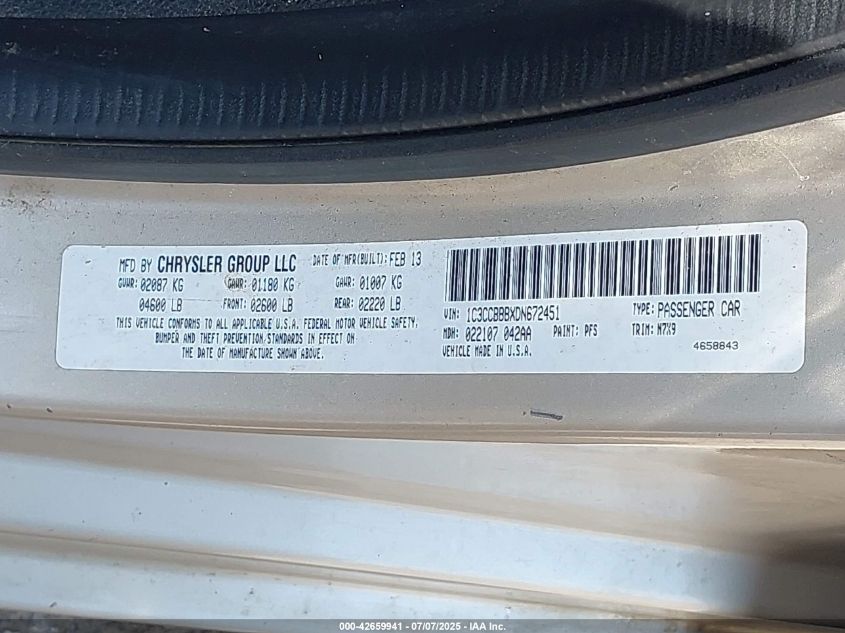 MFD BY CHRYSLER GROUP LLC DATE OF MFR(BUILT): FEB 13
GVWR: 02087 KG GAWR: 01180 KG GAWR: 01007 KG
04600 LB FRONT: 02600 LB REAR: 02220 LB
THIS VEHICLE CONFORMS TO ALL APPLICABLE U.S.A. FEDERAL MOTOR VEHICLE SAFETY,
BUMPER AND THEFT PREVENTION STANDARDS IN EFFECT ON
THE DATE OF MANUFACTURE SHOWN ABOVE.
VIN: 1C3CCBBBXDN672451 TYPE: PASSENGER CAR
MDH: 022107 042AA PAINT: PFS TRIM: N7X9
VEHICLE MADE IN U.S.A. 4658843
000-42659941 - 07/07/2025 - IAA Inc.